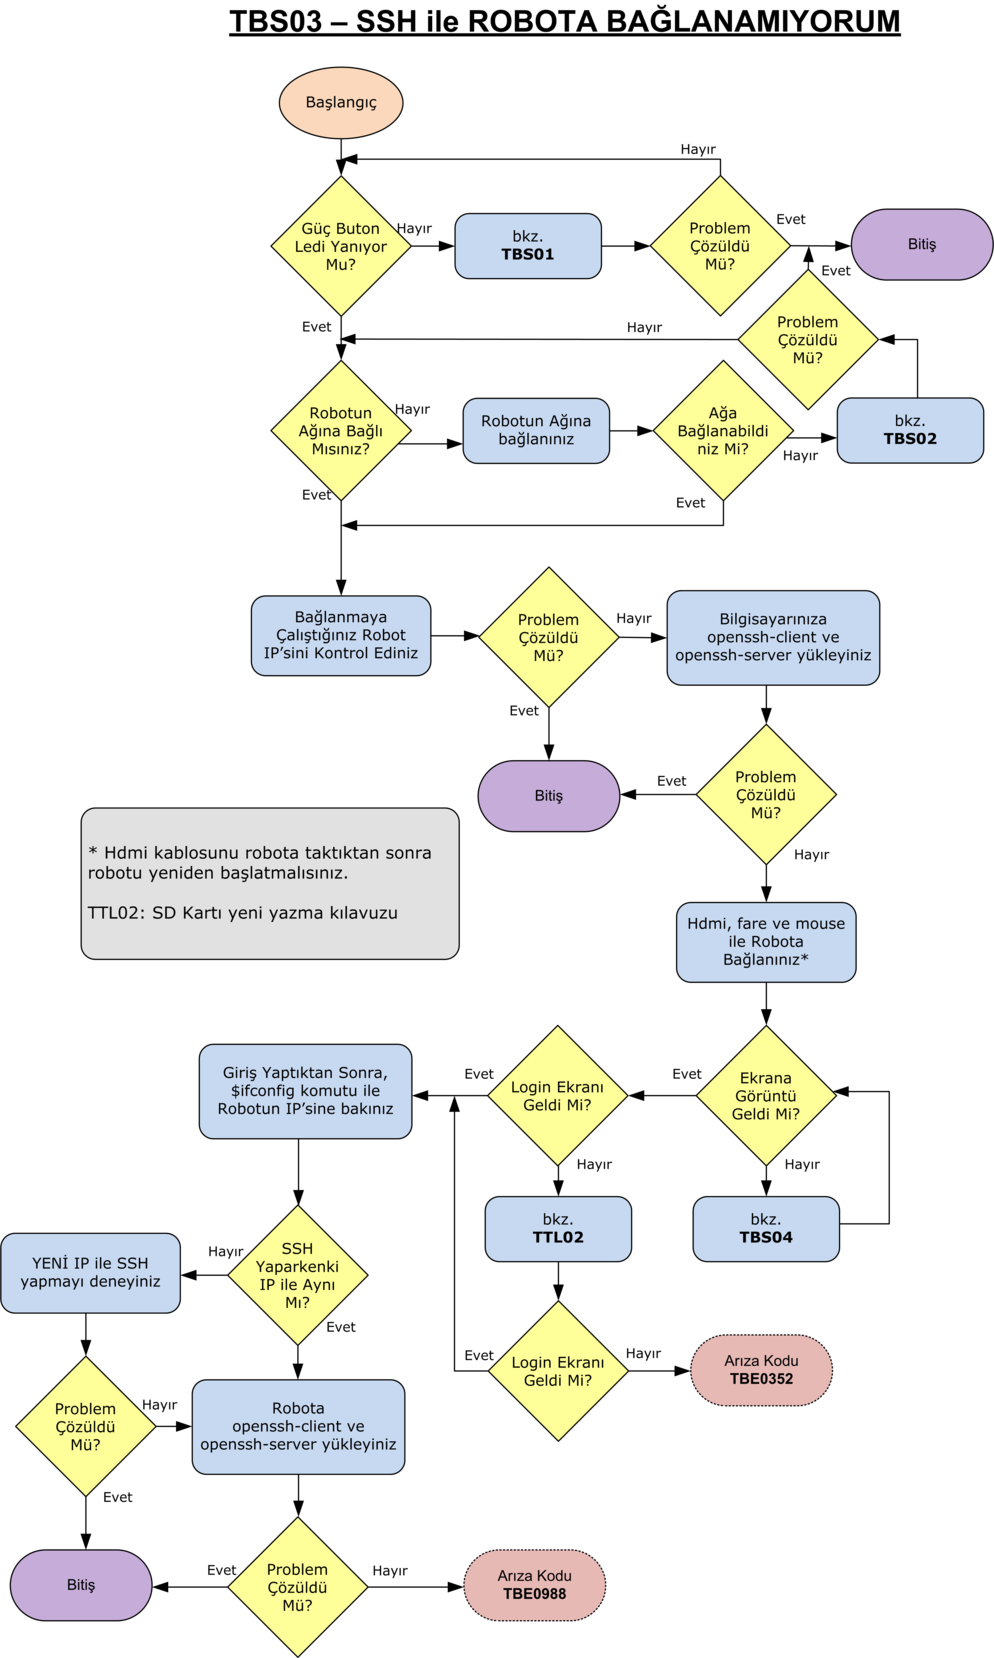 TBS03 – SSH ile ROBOTA BAĞLANAMIYORUM
Başlangıç
Hayır
Güç Buton
Ledi Yanıyor
Mu?
Hayır
bkz.
TBS01
Problem
Çözüldü
Mü?
Evet
Bitiş
Evet
Evet
Hayır
Problem
Çözüldü
Mü?
Robotun
Ağına Bağlı
Mısınız?
Hayır
Robotun Ağına
bağlanınız
Ağa
Bağlanabildi
niz Mi?
Hayır
bkz.
TBS02
Evet
Evet
Bağlanmaya
Çalıştığınız Robot
IP’sini Kontrol Ediniz
Problem
Çözüldü
Mü?
Hayır
Bilgisayarınıza
openssh-client ve
openssh-server yükleyiniz
Evet
Bitiş
Evet
Problem
Çözüldü
Mü?
Hayır
* Hdmi kablosunu robota taktıktan sonra
robotu yeniden başlatmalısınız.
TTL02: SD Kartı yeni yazma kılavuzu
Hdmi, fare ve mouse
ile Robota
Bağlanınız*
Giriş Yaptıktan Sonra,
$ifconfig komutu ile
Robotun IP’sine bakınız
Evet
Login Ekranı
Geldi Mi?
Evet
Ekrana
Görüntü
Geldi Mi?
Hayır
Hayır
bkz.
TTL02
bkz.
TBS04
YENİ IP ile SSH
yapmayı deneyiniz
Hayır
SSH
Yaparkenki
IP ile Aynı
Mı?
Evet
Evet
Login Ekranı
Geldi Mi?
Hayır
Arıza Kodu
TBE0352
Problem
Çözüldü
Mü?
Hayır
Robota
openssh-client ve
openssh-server yükleyiniz
Evet
Bitiş
Evet
Problem
Çözüldü
Mü?
Hayır
Arıza Kodu
TBE0988